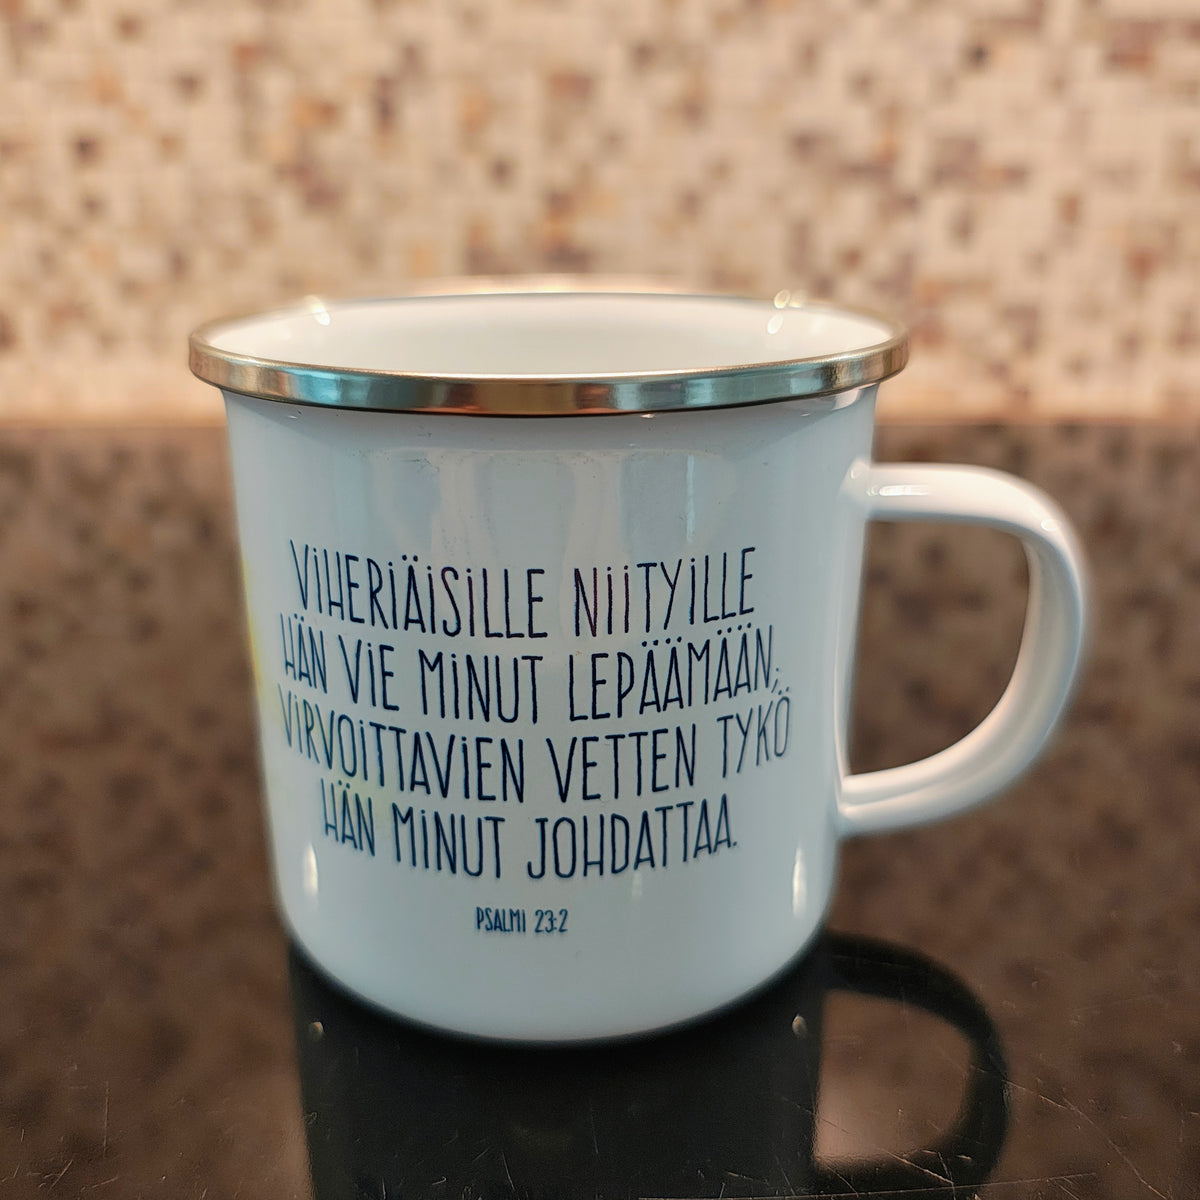 VIHERIÄISILLE NIITYILLE
HÄN VIE MINUT LEPÄÄMÄÄN;
VIRVOITTAVIEN VETTEN TYKÖ
HÄN MINUT JOHDATTAA.
PSALMI 23:2